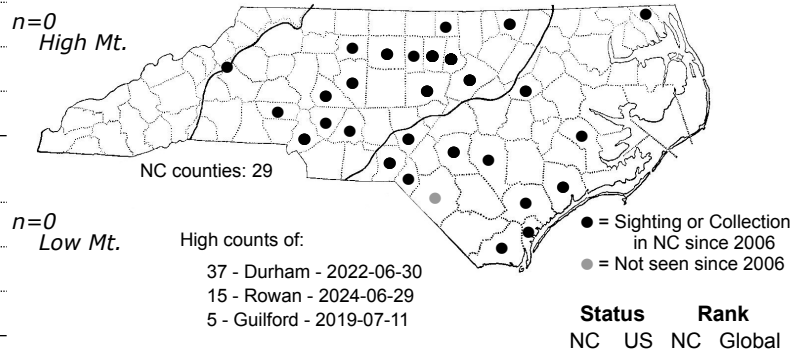 n=0
High Mt.
NC counties: 29
n=0
Low Mt.
High counts of:
37 - Durham - 2022-06-30
15 - Rowan - 2024-06-29
5 - Guilford - 2019-07-11
● = Sighting or Collection
in NC since 2006
● = Not seen since 2006
Status Rank
NC US NC Global